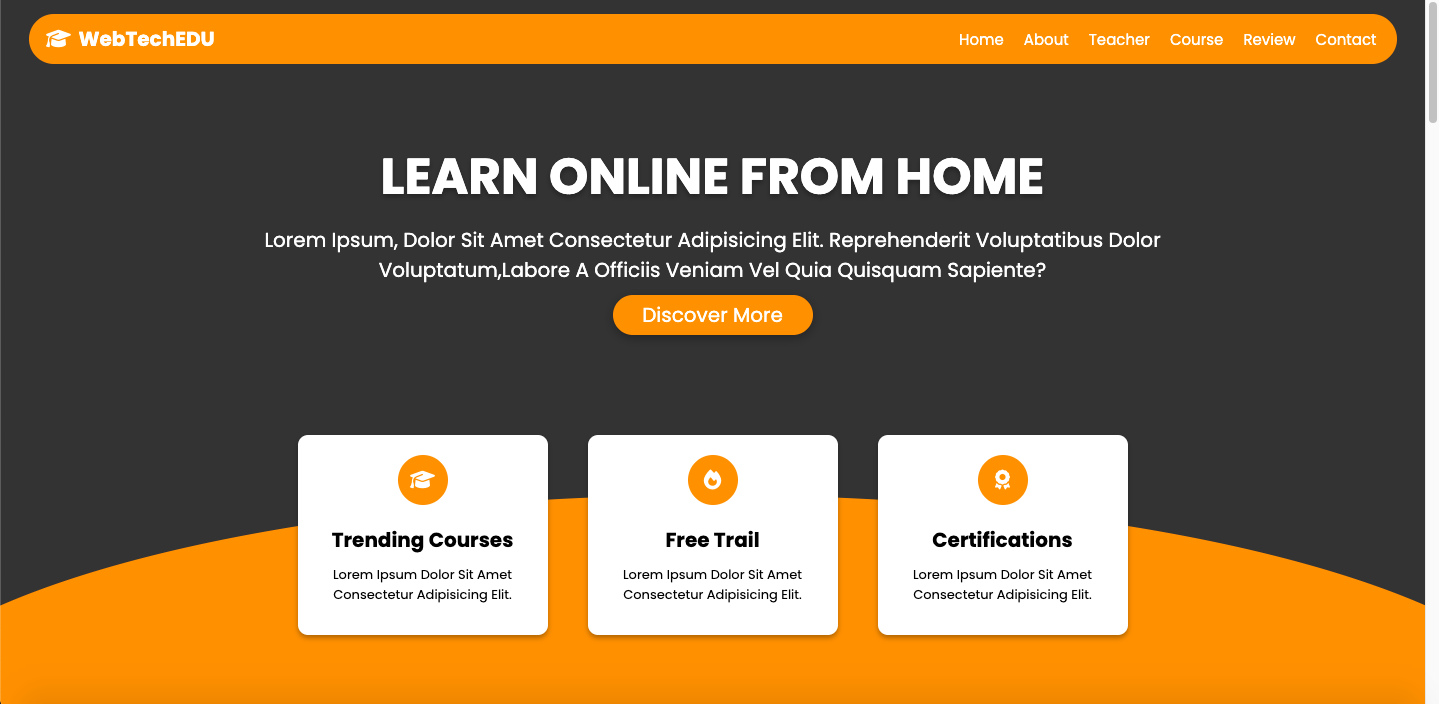 WebTechEDU
Home About Teacher Course Review Contact
LEARN ONLINE FROM HOME
Lorem Ipsum, Dolor Sit Amet Consectetur Adipisicing Elit. Reprehenderit Voluptatibus Dolor
Voluptatum,Labore A Officiis Veniam Vel Quia Quisquam Sapiente?
Discover More
Trending Courses
Lorem Ipsum Dolor Sit Amet
Consectetur Adipisicing Elit.
Free Trail
Lorem Ipsum Dolor Sit Amet
Consectetur Adipisicing Elit.
Certifications
Lorem Ipsum Dolor Sit Amet
Consectetur Adipisicing Elit.